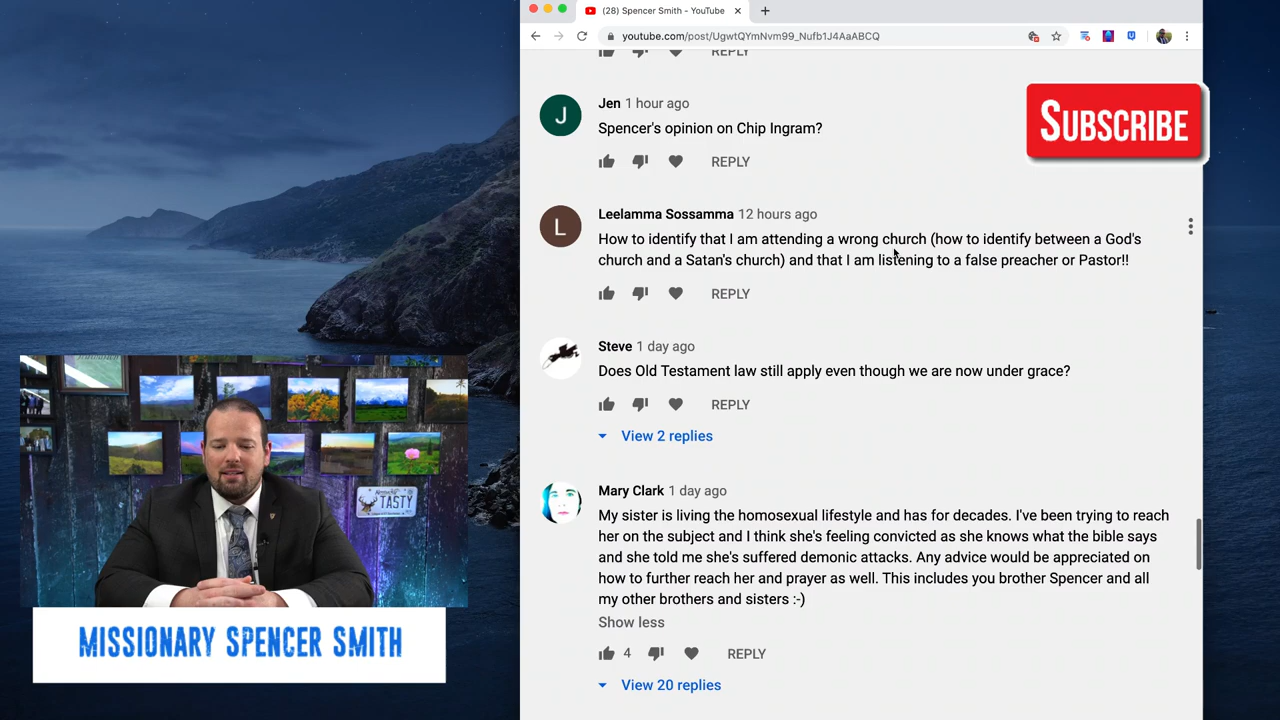 (28) Spencer Smith - YouTube
youtube.com/post/UgwtQYmNvm99_Nufb1J4AaABCQ
REPLY
J
Jen 1 hour ago
Spencer's opinion on Chip Ingram?
REPLY
SUBSCRIBE
L
Leelamma Sossamma 12 hours ago
How to identify that I am attending a wrong church (how to identify between a God's
church and a Satan's church) and that I am listening to a false preacher or Pastor!!
REPLY
Steve 1 day ago
Does Old Testament law still apply even though we are now under grace?
REPLY
View 2 replies
Mary Clark 1 day ago
My sister is living the homosexual lifestyle and has for decades. I've been trying to reach
her on the subject and I think she's feeling convicted as she knows what the bible says
and she told me she's suffered demonic attacks. Any advice would be appreciated on
how to further reach her and prayer as well. This includes you brother Spencer and all
my other brothers and sisters :-)
Show less
4 REPLY
View 20 replies
TASTY
MISSIONARY SPENCER SMITH